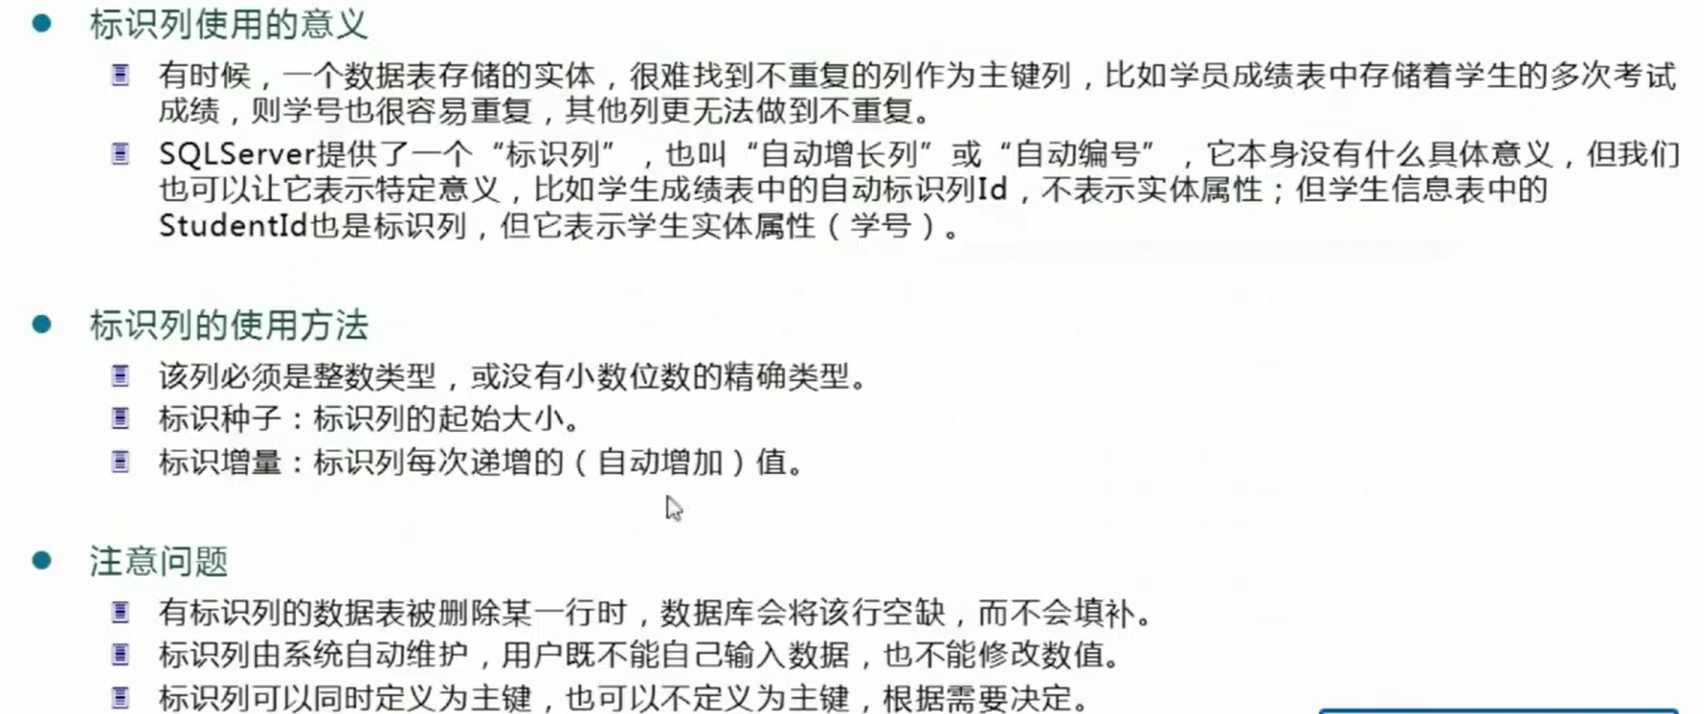 标识列使用的意义
有时候，一个数据表存储的实体，很难找到不重复的列作为主键列，比如学员成绩表中存储着学生的多次考试
成绩，则学号也很容易重复，其他列更无法做到不重复。
SQLServer提供了一个“标识列”，也叫“自动增长列”或“自动编号”，它本身没有什么具体意义，但我们
也可以让它表示特定意义，比如学生成绩表中的自动标识列Id，不表示实体属性；但学生信息表中的
StudentId也是标识列，但它表示学生实体属性（学号）。
标识列的使用方法
该列必须是整数类型，或没有小数位数的精确类型。
标识种子：标识列的起始大小。
标识增量：标识列每次递增的（自动增加）值。
注意问题
有标识列的数据表被删除某一行时，数据库会将该行空缺，而不会填补。
标识列由系统自动维护，用户既不能自己输入数据，也不能修改数值。
标识列可以同时定义为主键，也可以不定义为主键，根据需要决定。